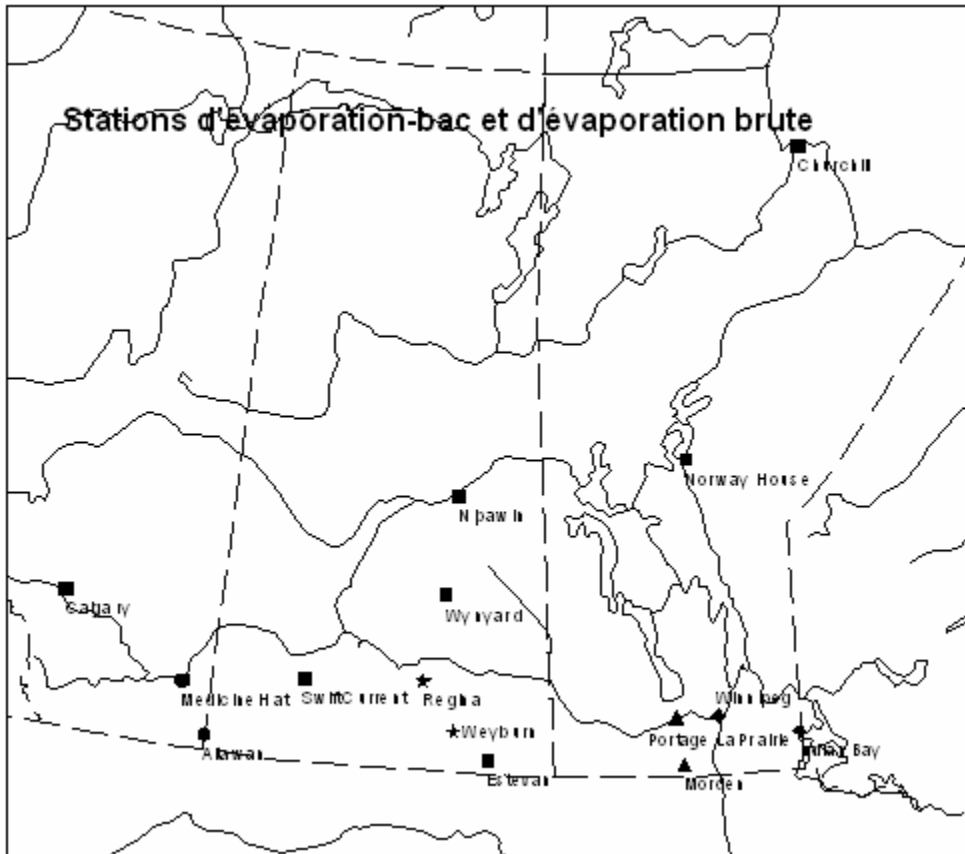 Stations d'évaporation-bac et d'évaporation brute
Churchill
Norway House
Nipawin
Calgary
Wynyard
Medicine Hat
Swift Current
Regina
Winnipeg
Weyburn
Portage La Prairie
Bay
Estevan
Morden